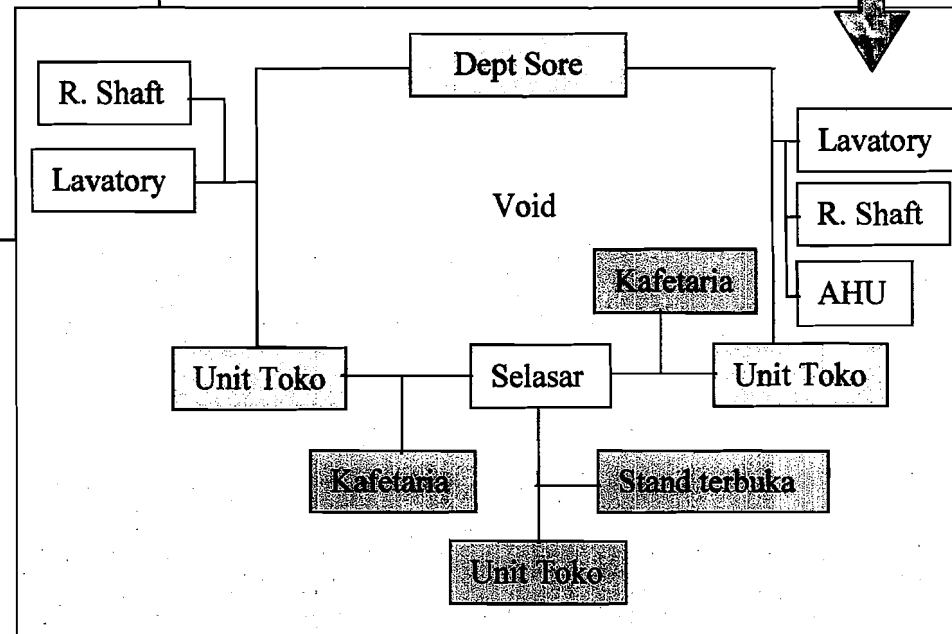 Dept Sore
R. Shaft
Lavatory
Lavatory
Void
R. Shaft
Kafetaria
AHU
Unit Toko
Selasar
Unit Toko
Kafetaria
Stand terbuka
Unit Toko